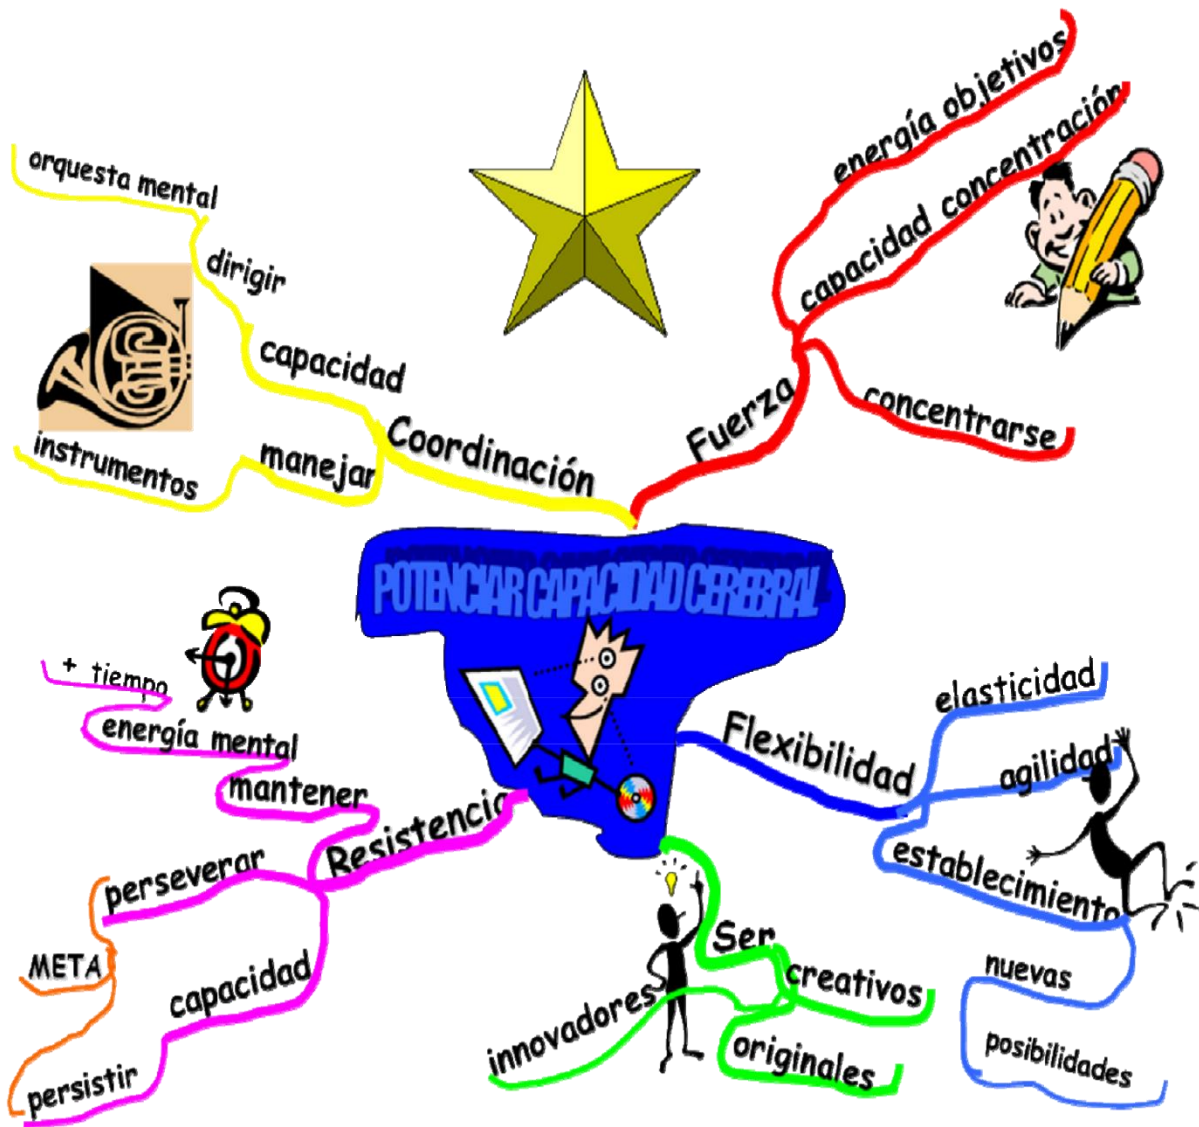 POTENCIAR CAPACIDAD CEREBRAL
Fuerza
energía objetivos
capacidad concentración
concentrarse
Flexibilidad
elasticidad
agilidad
establecimiento
nuevas
posibilidades
Ser
creativos
originales
innovadores
Resistencia
mantener
energía mental
+ tiempo
perseverar
META
capacidad
persistir
Coordinación
capacidad
dirigir
orquesta mental
manejar
instrumentos